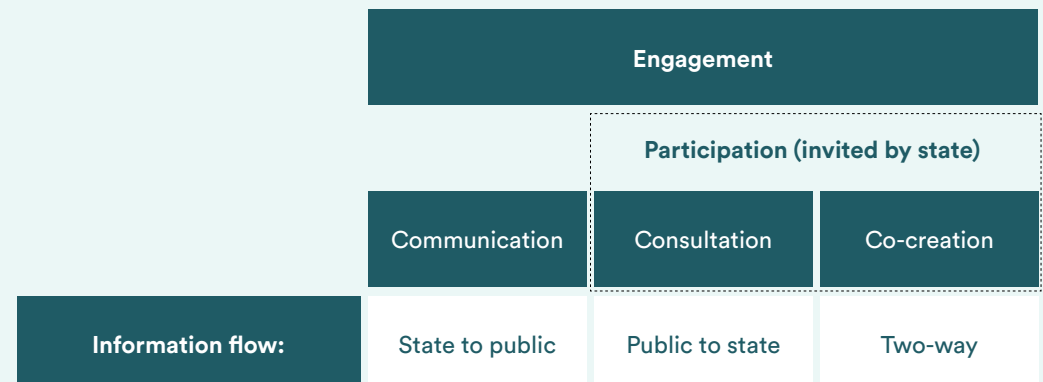 Engagement
Participation (invited by state)
Communication
Consultation
Co-creation
Information flow:
State to public
Public to state
Two-way